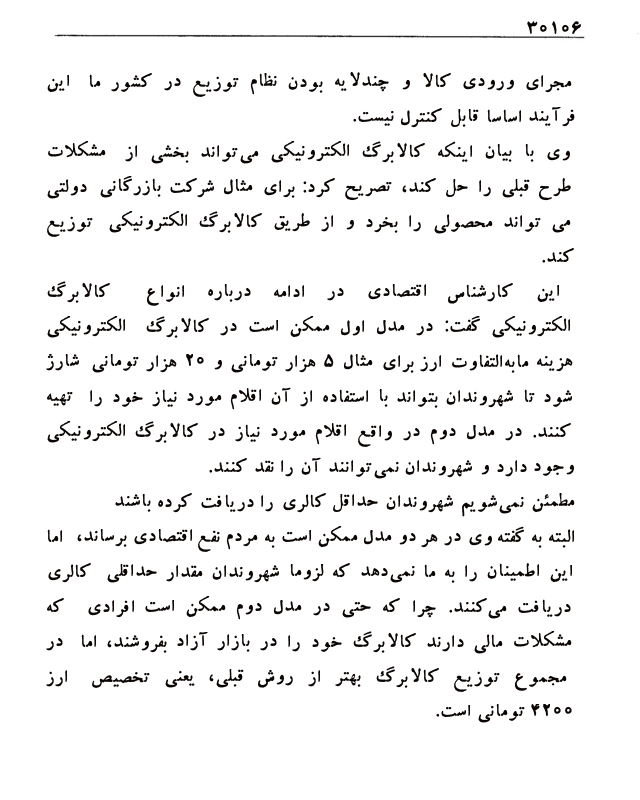 ۳۰۱۰۶
مجرای ورودی کالا و چندلایه بودن نظام توزیع در کشور ما این
فرآیند اساسا قابل کنترل نیست.
وی با بیان اینکه کالابرگ الکترونیکی می‌تواند بخشی از مشکلات
طرح قبلی را حل کند، تصریح کرد: برای مثال شرکت بازرگانی دولتی
می تواند محصولی را بخرد و از طریق کالابرگ الکترونیکی توزیع
کند.
این کارشناس اقتصادی در ادامه درباره انواع کالابرگ
الکترونیکی گفت: در مدل اول ممکن است در کالابرگ الکترونیکی
هزینه مابه‌التفاوت ارز برای مثال ۵ هزار تومانی و ۲۰ هزار تومانی شارژ
شود تا شهروندان بتواند با استفاده از آن اقلام مورد نیاز خود را تهیه
کنند. در مدل دوم در واقع اقلام مورد نیاز در کالابرگ الکترونیکی
وجود دارد و شهروندان نمی‌توانند آن را نقد کنند.
مطمئن نمی‌شویم شهروندان حداقل کالری را دریافت کرده باشند
البته به گفته وی در هر دو مدل ممکن است به مردم نفع اقتصادی برساند، اما
این اطمینان را به ما نمی‌دهد که لزوما شهروندان مقدار حداقلی کالری
دریافت می‌کنند. چرا که حتی در مدل دوم ممکن است افرادی که
مشکلات مالی دارند کالابرگ خود را در بازار آزاد بفروشند، اما در
مجموع توزیع کالابرگ بهتر از روش قبلی، یعنی تخصیص ارز
۴۲۰۰ تومانی است.